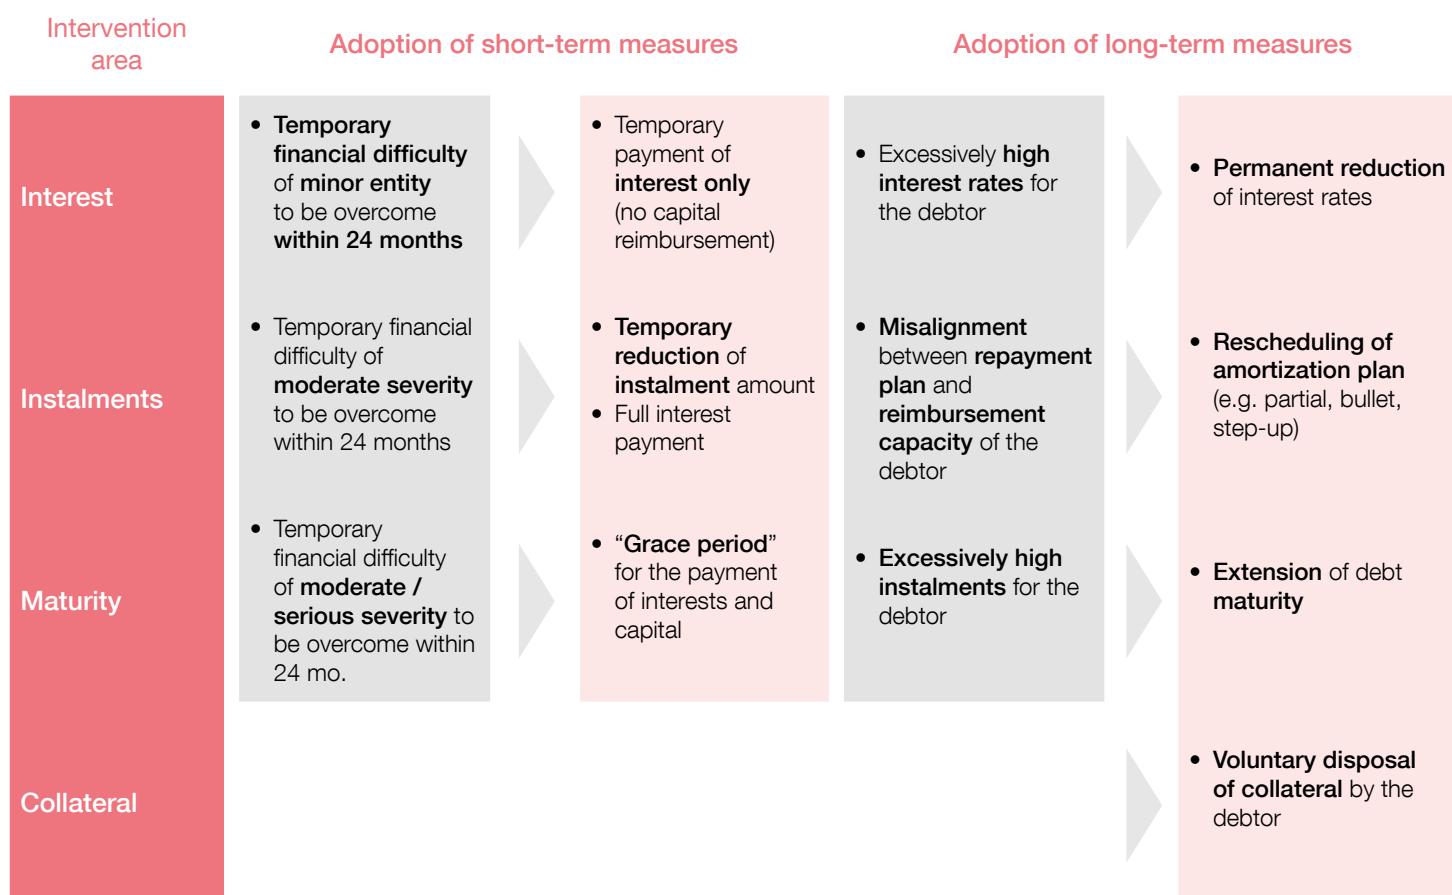 Intervention
area
Adoption of short-term measures
Adoption of long-term measures
Interest
• Temporary
financial difficulty
of minor entity
to be overcome
within 24 months
• Temporary
payment of
interest only
(no capital
reimbursement)
• Excessively high
interest rates for
the debtor
• Permanent reduction
of interest rates
Instalments
• Temporary financial
difficulty of
moderate severity
to be overcome
within 24 months
• Temporary
reduction of
instalment amount
• Full interest
payment
• Misalignment
between repayment
plan and
reimbursement
capacity of the
debtor
• Rescheduling of
amortization plan
(e.g. partial, bullet,
step-up)
Maturity
• Temporary
financial difficulty
of moderate /
serious severity to
be overcome within
24 mo.
• “Grace period”
for the payment
of interests and
capital
• Excessively high
instalments for the
debtor
• Extension of debt
maturity
Collateral
• Voluntary disposal
of collateral by the
debtor